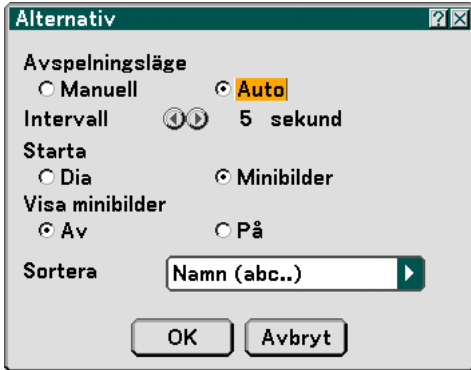 Alternativ
Avspelningsläge
Manuell Auto
Intervall 5 sekund
Starta
Dia Minibilder
Visa minibilder
Av På
Sortera Namn (abc..)
OK Avbryt